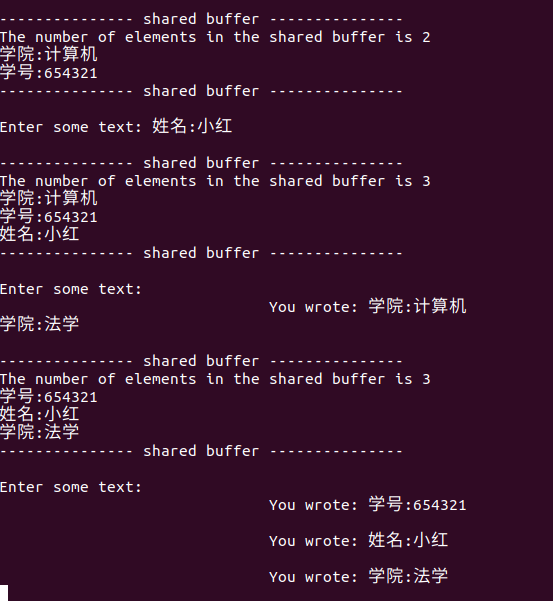 --------------- shared buffer ---------------
The number of elements in the shared buffer is 2
学院:计算机
学号:654321
--------------- shared buffer ---------------
Enter some text: 姓名:小红
--------------- shared buffer ---------------
The number of elements in the shared buffer is 3
学院:计算机
学号:654321
姓名:小红
--------------- shared buffer ---------------
Enter some text:
You wrote: 学院:计算机
学院:法学
--------------- shared buffer ---------------
The number of elements in the shared buffer is 3
学号:654321
姓名:小红
学院:法学
--------------- shared buffer ---------------
Enter some text:
You wrote: 学号:654321
You wrote: 姓名:小红
You wrote: 学院:法学